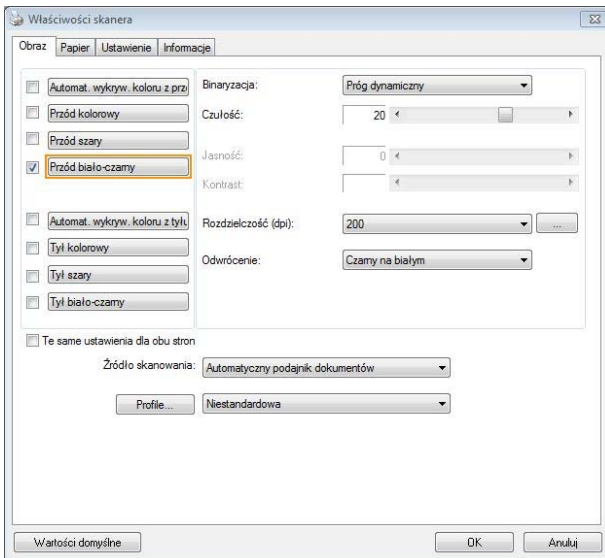 Właściwości skanera
Obraz Papier Ustawienie Informacje
Automat. wykryw. koloru z prz
Binaryzacja: Próg dynamiczny
Przód kolorowy
Czułość: 20
Przód szary
Jasność: 0
Przód biało-czarny
Kontrast:
Automat. wykryw. koloru z tyłu
Rozdzielczość (dpi): 200 ...
Tył kolorowy
Odwrócenie: Czarny na białym
Tył szary
Tył biało-czarny
Te same ustawienia dla obu stron
Źródło skanowania: Automatyczny podajnik dokumentów
Profile... Niestandardowa
Wartości domyślne OK Anuluj